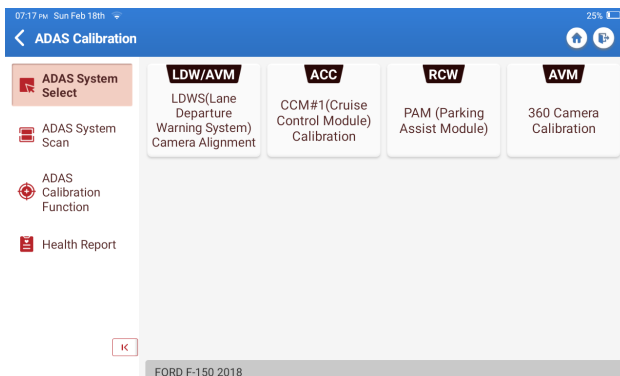 07:17 PM Sun Feb 18th
25%
ADAS Calibration
ADAS System
Select
ADAS System
Scan
ADAS
Calibration
Function
Health Report
LDW/AVM
LDWS(Lane
Departure
Warning System)
Camera Alignment
ACC
CCM#1(Cruise
Control Module)
Calibration
RCW
PAM (Parking
Assist Module)
AVM
360 Camera
Calibration
FORD F-150 2018